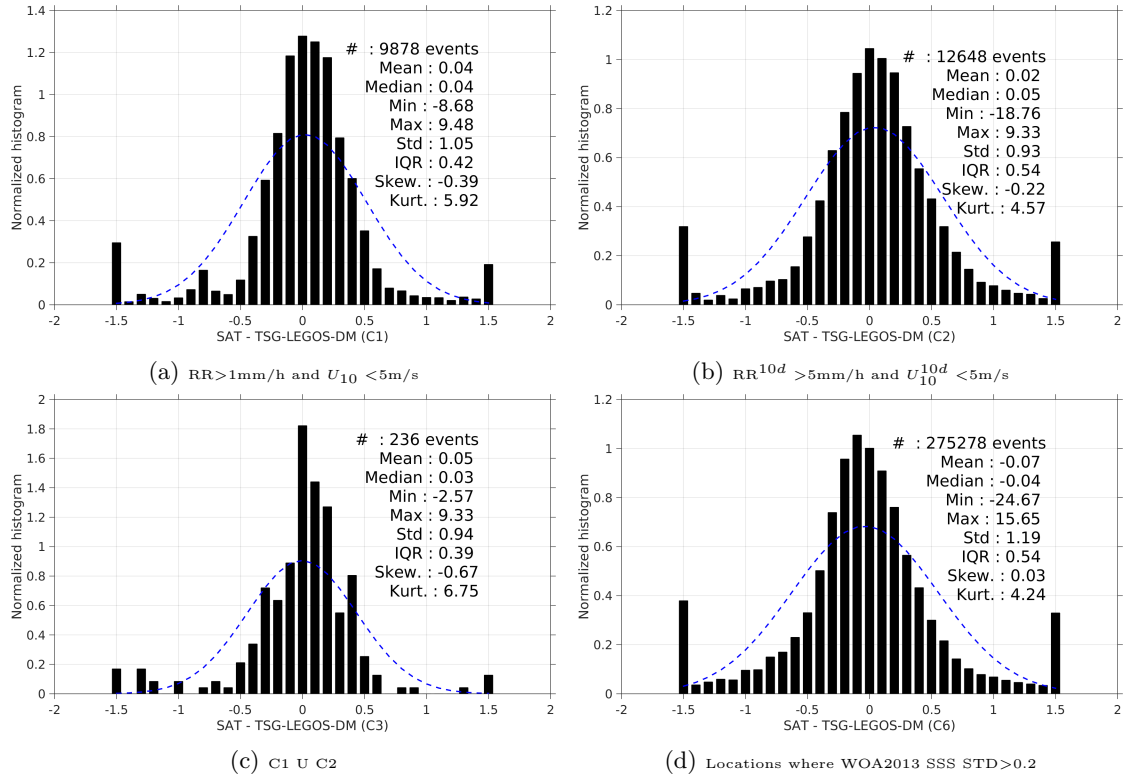 1.4
1.2
1
0.8
0.6
0.4
0.2
0
Normalized histogram
# : 9878 events
Mean : 0.04
Median : 0.04
Min : -8.68
Max : 9.48
Std : 1.05
IQR : 0.42
Skew. : -0.39
Kurt. : 5.92
-2 -1.5 -1 -0.5 0 0.5 1 1.5 2
SAT - TSG-LEGOS-DM (C1)
(a) RR>1mm/h and U10 <5m/s
1.2
1
0.8
0.6
0.4
0.2
0
Normalized histogram
# : 12648 events
Mean : 0.02
Median : 0.05
Min : -18.76
Max : 9.33
Std : 0.93
IQR : 0.54
Skew. : -0.22
Kurt. : 4.57
-2 -1.5 -1 -0.5 0 0.5 1 1.5 2
SAT - TSG-LEGOS-DM (C2)
(b) RR^10d >5mm/h and U10^10d <5m/s
2
1.8
1.6
1.4
1.2
1
0.8
0.6
0.4
0.2
0
Normalized histogram
# : 236 events
Mean : 0.05
Median : 0.03
Min : -2.57
Max : 9.33
Std : 0.94
IQR : 0.39
Skew. : -0.67
Kurt. : 6.75
-2 -1.5 -1 -0.5 0 0.5 1 1.5 2
SAT - TSG-LEGOS-DM (C3)
(c) C1 U C2
1.2
1
0.8
0.6
0.4
0.2
0
Normalized histogram
# : 275278 events
Mean : -0.07
Median : -0.04
Min : -24.67
Max : 15.65
Std : 1.19
IQR : 0.54
Skew. : 0.03
Kurt. : 4.24
-2 -1.5 -1 -0.5 0 0.5 1 1.5 2
SAT - TSG-LEGOS-DM (C6)
(d) Locations where WOA2013 SSS STD>0.2